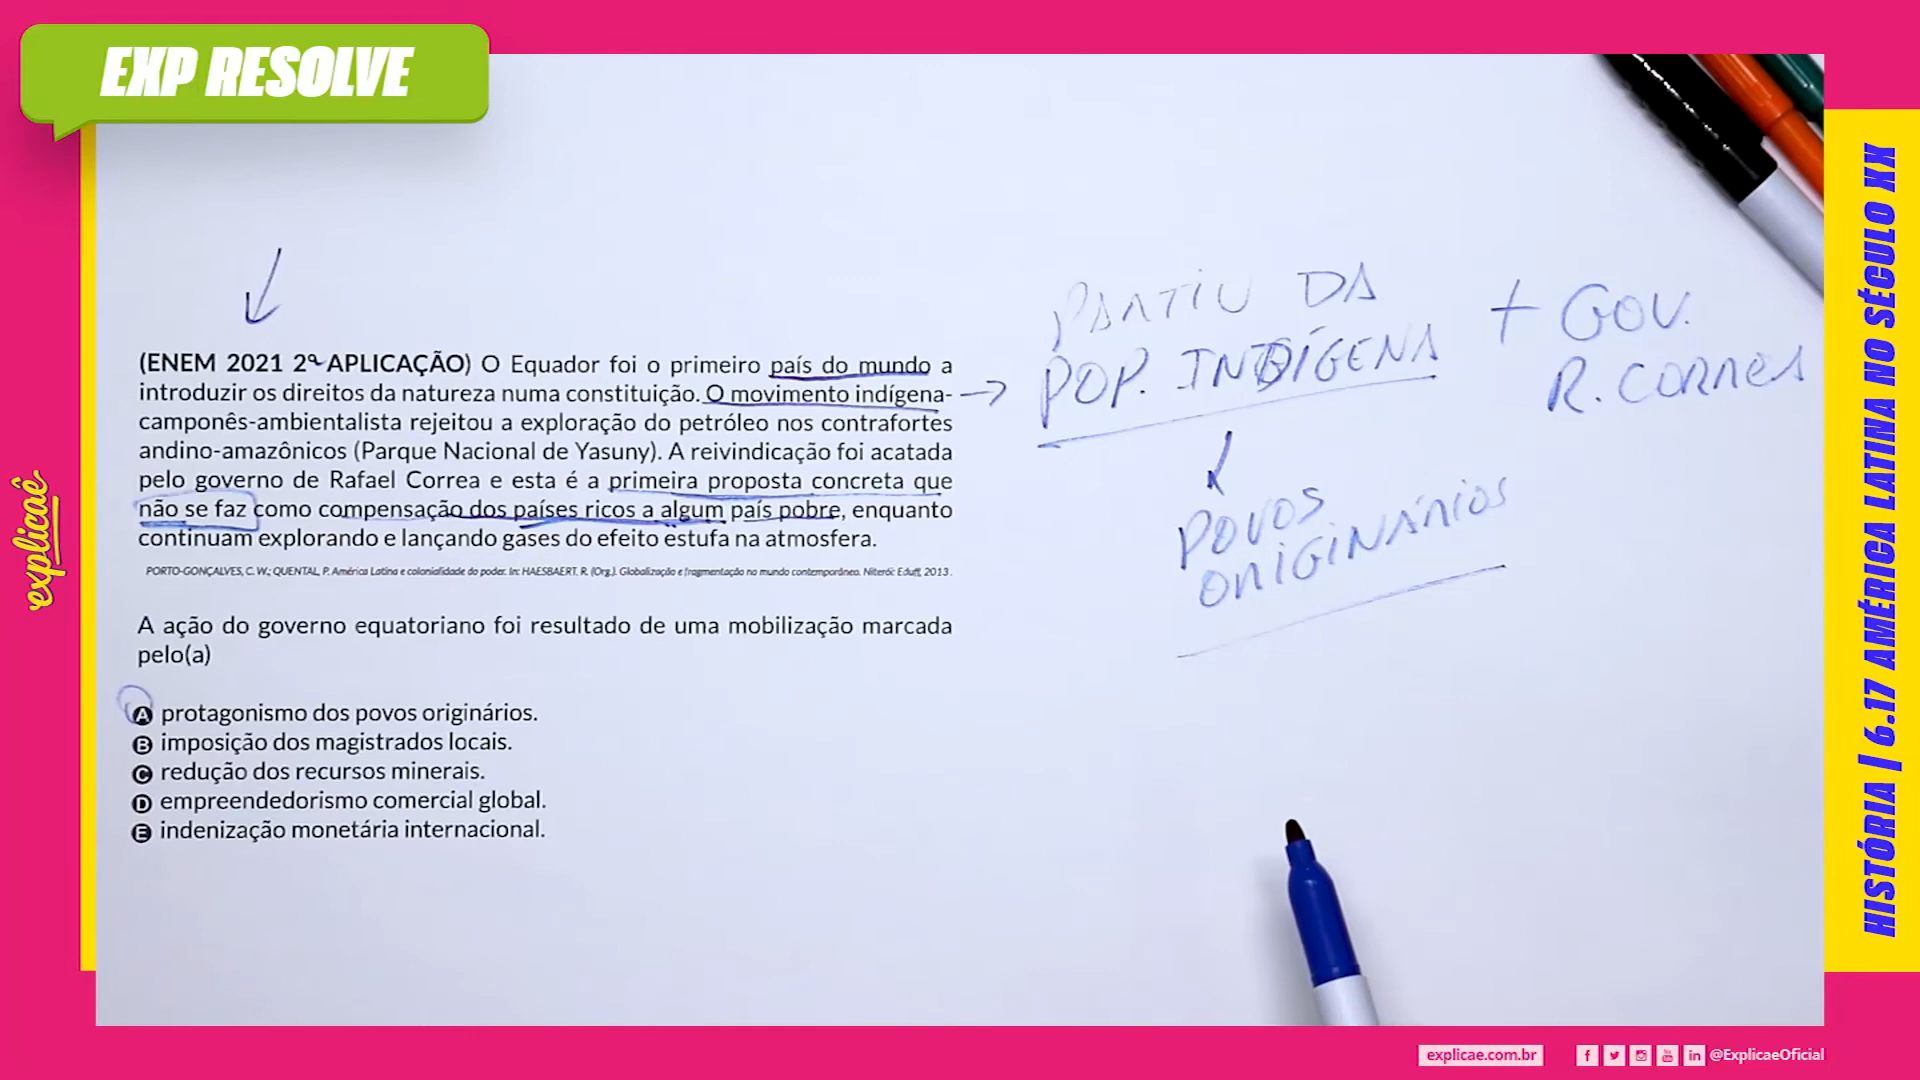 EXP RESOLVE
(ENEM 2021 2ª APLICAÇÃO) O Equador foi o primeiro país do mundo a
introduzir os direitos da natureza numa constituição. O movimento indígena-
camponês-ambientalista rejeitou a exploração do petróleo nos contrafortes
andino-amazônicos (Parque Nacional de Yasuny). A reivindicação foi acatada
pelo governo de Rafael Correa e esta é a primeira proposta concreta que
não se faz como compensação dos países ricos a algum país pobre, enquanto
continuam explorando e lançando gases do efeito estufa na atmosfera.
PORTO-GONÇALVES, C. W.; QUENTAL, P. América Latina e colonialidade do poder. In: HAESBAERT, R. (Org.). Globalização e fragmentação no mundo contemporâneo. Niterói: Eduff, 2013.
A ação do governo equatoriano foi resultado de uma mobilização marcada
pelo(a)
A protagonismo dos povos originários.
B imposição dos magistrados locais.
C redução dos recursos minerais.
D empreendedorismo comercial global.
E indenização monetária internacional.
PARTIU DA
POP. INDÍGENA
+ GOV.
R. CORREA
POVOS
ORIGINÁRIOS
explicaê
HISTÓRIA | 6.17 AMÉRICA LATINA NO SÉCULO XX
explicae.com.br
@ExplicaeOficial